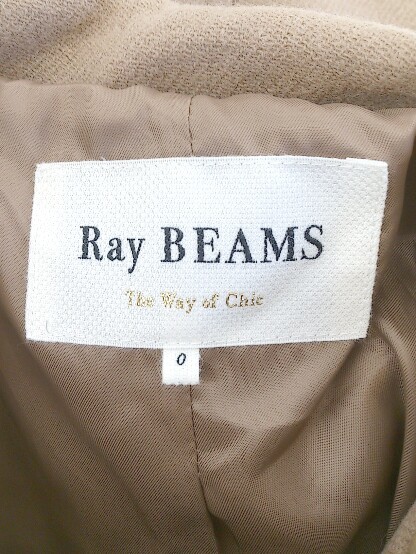 Ray BEAMS
The Way of Chic
0